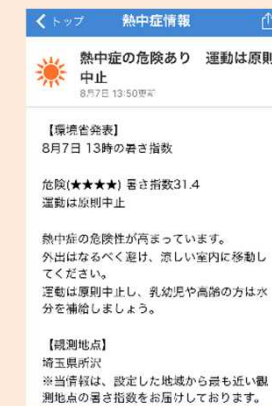 トップ 熱中症情報
熱中症の危険あり 運動は原則
中止
8月7日 13:50更新
【環境省発表】
8月7日 13時の暑さ指数
危険(★★★★) 暑さ指数31.4
運動は原則中止
熱中症の危険性が高まっています。
外出はなるべく避け、涼しい室内に移動し
てください。
運動は原則中止し、乳幼児や高齢の方は水
分を補給しましょう。
【観測地点】
埼玉県所沢
※当情報は、設定した地域から最も近い観
測地点の暑さ指数をお届けしております。